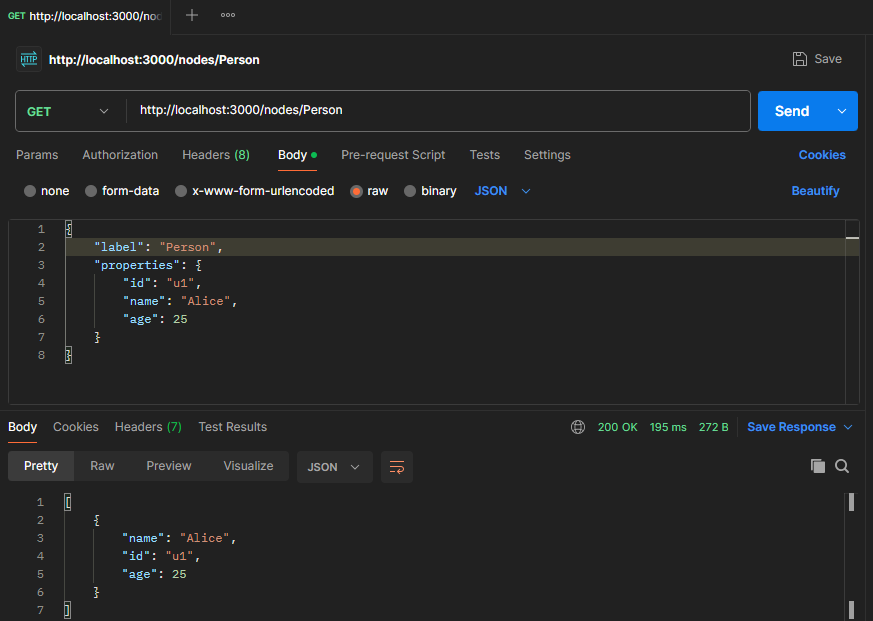 GET http://localhost:3000/noc
HTTP http://localhost:3000/nodes/Person Save
GET http://localhost:3000/nodes/Person Send
Params Authorization Headers (8) Body Pre-request Script Tests Settings Cookies
none form-data x-www-form-urlencoded raw binary JSON Beautify
1 {
2 "label": "Person",
3 "properties": {
4 "id": "u1",
5 "name": "Alice",
6 "age": 25
7 }
8 }
Body Cookies Headers (7) Test Results 200 OK 195 ms 272 B Save Response
Pretty Raw Preview Visualize JSON
1 [
2 {
3 "name": "Alice",
4 "id": "u1",
5 "age": 25
6 }
7 ]